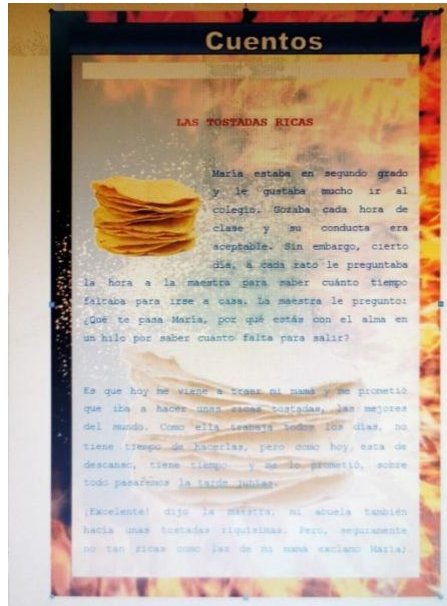 Cuentos
LAS TOSTADAS RICAS
María estaba en segundo grado
y le gustaba mucho ir al
colegio. Gozaba cada hora de
clase y su conducta era
aceptable. Sin embargo, cierto
día, a cada rato le preguntaba
la hora a la maestra para saber cuánto tiempo
faltaba para irse a casa. La maestra le pregunto:
¿Qué te pasa María, por qué estás con el alma en
un hilo por saber cuanto falta para salir?
Es que hoy me viene a traer mi mamá y me prometió
que iba a hacer unas ricas tostadas, las mejores
del mundo. Como ella trabaja todos los días, no
tiene tiempo de hacerlas, pero como hoy, esta de
descanso, tiene tiempo y me lo prometió, sobre
todo pasaremos la tarde juntas.
¡Excelente! dijo la maestra, mi abuela también
hacía unas tostadas riquísimas. Pero, seguramente
no tan ricas como las de mi mamá exclamo María;